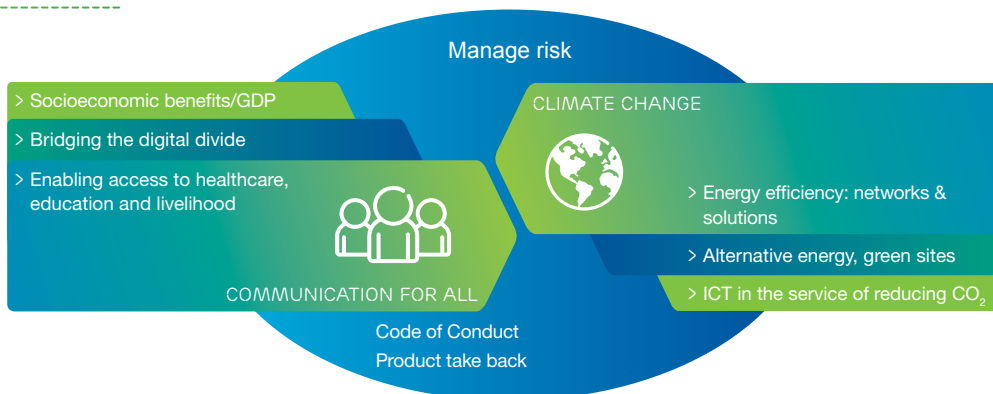 Manage risk
> Socioeconomic benefits/GDP
> Bridging the digital divide
> Enabling access to healthcare,
education and livelihood
COMMUNICATION FOR ALL
CLIMATE CHANGE
> Energy efficiency: networks &
solutions
> Alternative energy, green sites
> ICT in the service of reducing CO₂
Code of Conduct
Product take back